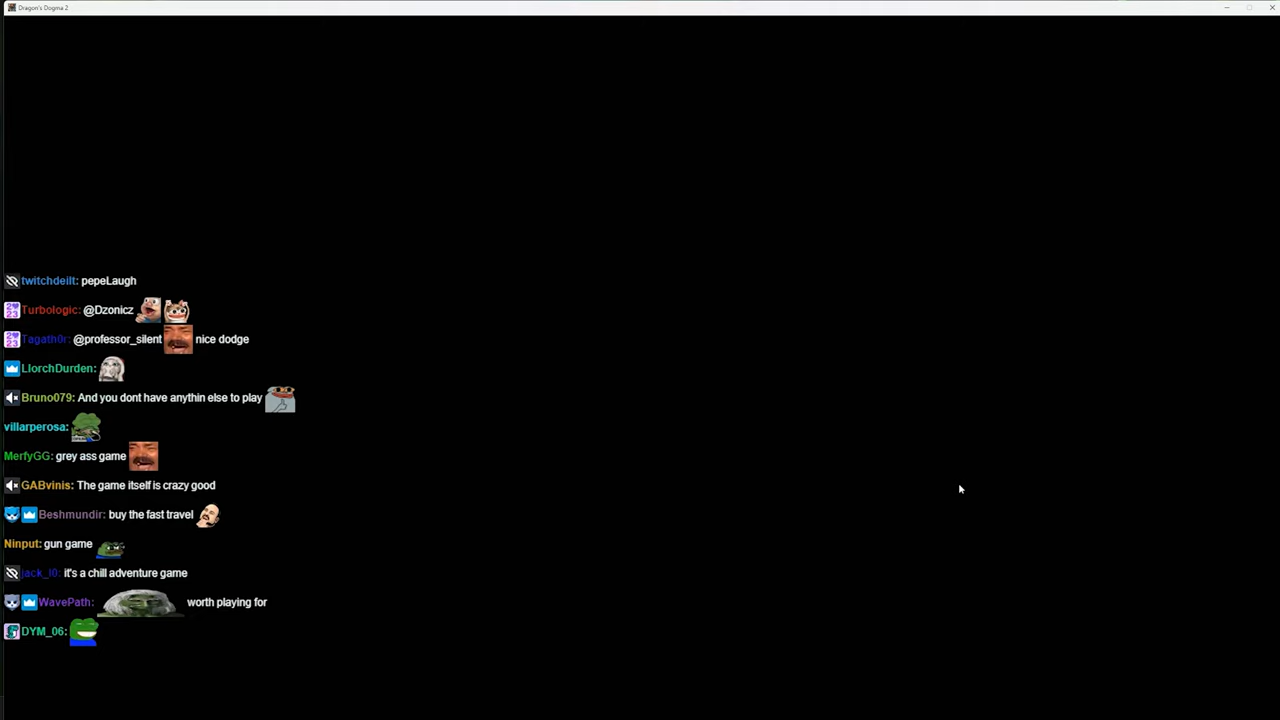 Dragon's Dogma 2
twitchdeilt: pepeLaugh
Turbologic: @Dzonicz
Tagath0r: @professor_silent nice dodge
LlorchDurden:
Bruno079: And you dont have anythin else to play
villarperosa:
MerfyGG: grey ass game
GABvinis: The game itself is crazy good
Beshmundir: buy the fast travel
Ninput: gun game
jack_l0: it's a chill adventure game
WavePath: worth playing for
DYM_06: